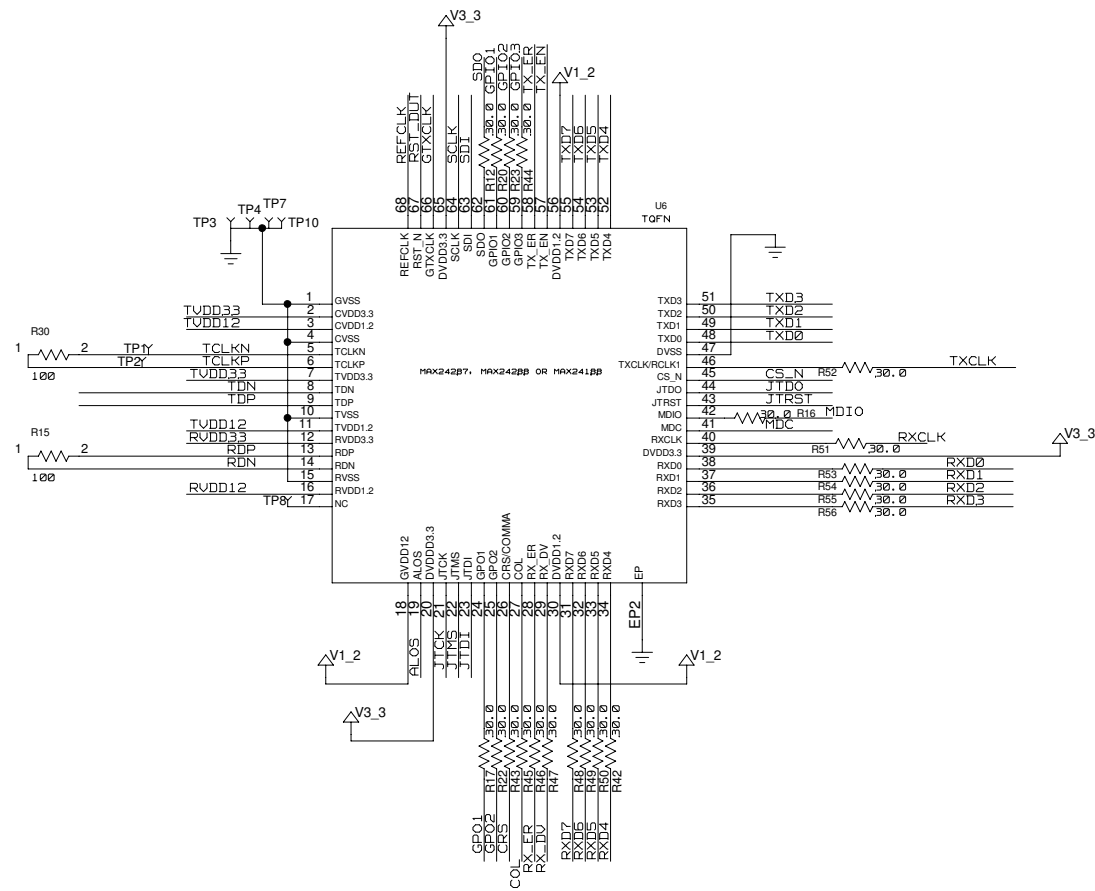 V3_3
REFCLK
RST_DUT
GTXCLK
SCLK
SDI
SDO
GPIO1
GPIO2
GPIO3
TX_ER
TX_EN
V1_2
TXD7
TXD6
TXD5
TXD4
30.0
30.0
30.0
30.0
R12
R20
R23
R44
68
67
66
65
64
63
62
61
60
59
58
57
56
55
54
53
52
U6
TQFN
REFCLK
RST_N
GTXCLK
DVDD3.3
SCLK
SDI
SDO
GPIO1
GPIO2
GPIO3
TX_ER
TX_EN
DVDD1.2
TXD7
TXD6
TXD5
TXD4
TP3
TP4
TP7
TP10
1 GVSS
TVDD33 2 CVDD3.3
TVDD12 3 CVDD1.2
4 CVSS
R30
1 2
100
TP1 TCLKN 5 TCLKN
TP2 TCLKP 6 TCLKP
TVDD33 7 TVDD3.3
TDN 8 TDN
TDP 9 TDP
10 TVSS
TVDD12 11 TVDD1.2
RVDD33 12 RVDD3.3
R15
1 2
100
RDP 13 RDP
RDN 14 RDN
15 RVSS
RVDD12 16 RVDD1.2
TP8 17 NC
MAX24287, MAX24288 OR MAX24188
TXD3 51 TXD3
TXD2 50 TXD2
TXD1 49 TXD1
TXD0 48 TXD0
DVSS 47
TXCLK/RCLK1 46 R52 30.0 TXCLK
CS_N 45 CS_N
JTDO 44 JTDO
JTRST 43 JTRST
MDIO 42 30.0 R16 MDIO
MDC 41 MDC
RXCLK 40 R51 30.0 RXCLK
DVDD3.3 39 V3_3
RXD0 38 R53 30.0 RXD0
RXD1 37 R54 30.0 RXD1
RXD2 36 R55 30.0 RXD2
RXD3 35 R56 30.0 RXD3
GVDD12
ALOS
DVDD3.3
JTCK
JTMS
JTDI
GPO1
GPO2
CRS/COMMA
COL
RX_ER
RX_DV
DVDD1.2
RXD7
RXD6
RXD5
RXD4
EP
18
19
20
21
22
23
24
25
26
27
28
29
30
31
32
33
34
EP2
ALOS
JTCK
JTMS
JTDI
V1_2
V1_2
V3_3
30.0
30.0
30.0
30.0
30.0
30.0
30.0
30.0
30.0
30.0
R17
R22
R43
R45
R46
R47
R48
R49
R50
R42
GPO1
GPO2
CRS
COL
RX_ER
RX_DV
RXD7
RXD6
RXD5
RXD4